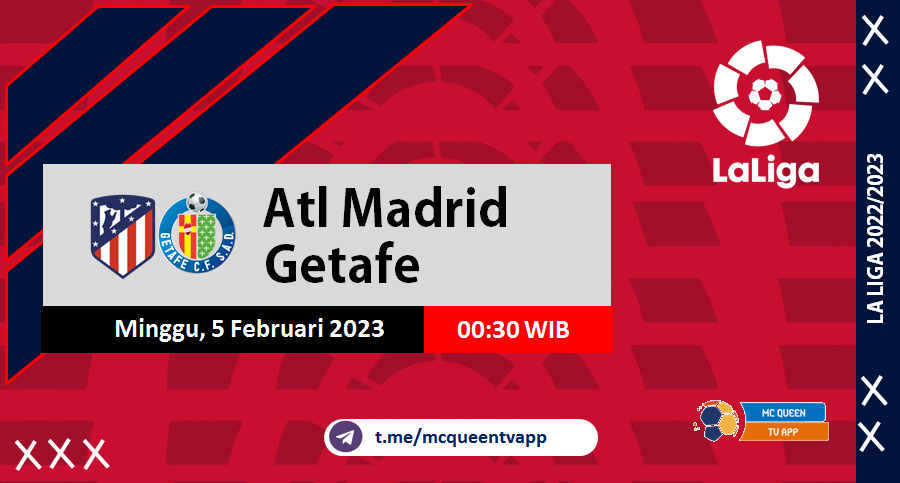 LaLiga
LA LIGA 2022/2023
GETAFE C.F. S.A.D.
Atl Madrid
Getafe
Minggu, 5 Februari 2023
00:30 WIB
MC QUEEN
TV APP
t.me/mcqueentvapp
XXX